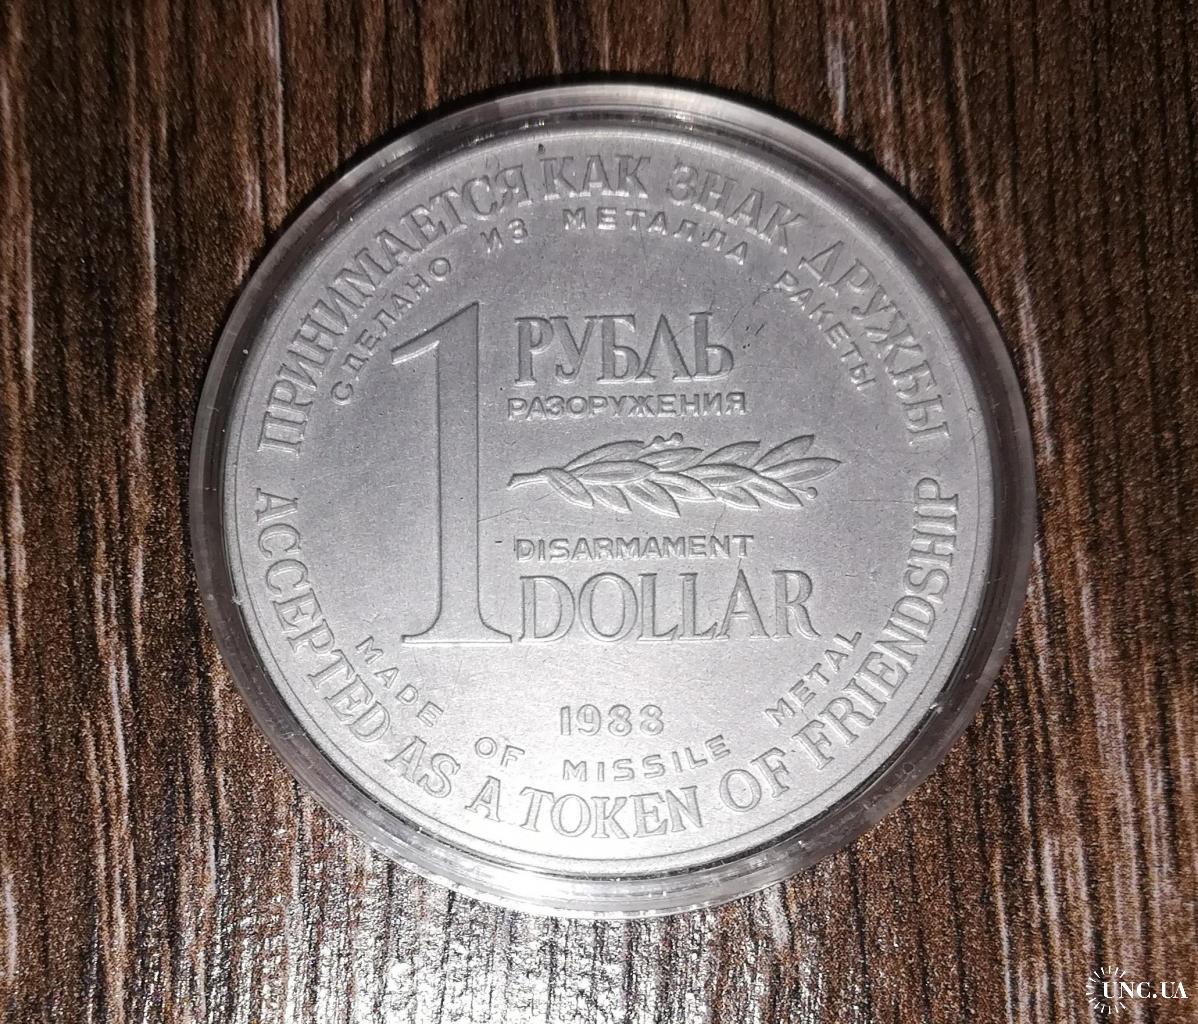 ПРИНИМАЕТСЯ КАК ЗНАК ДРУЖБЫ
СДЕЛАНО ИЗ МЕТАЛЛА РАКЕТЫ
1
РУБЛЬ
РАЗОРУЖЕНИЯ
DISARMAMENT
DOLLAR
1988
MADE OF MISSILE METAL
ACCEPTED AS A TOKEN OF FRIENDSHIP
UNC.UA